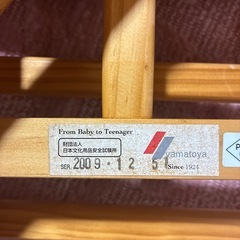 From Baby to Teenager
財団法人
日本文化用品安全試験所
yamatoya
SER. 2009・12 51
Since 1921
P